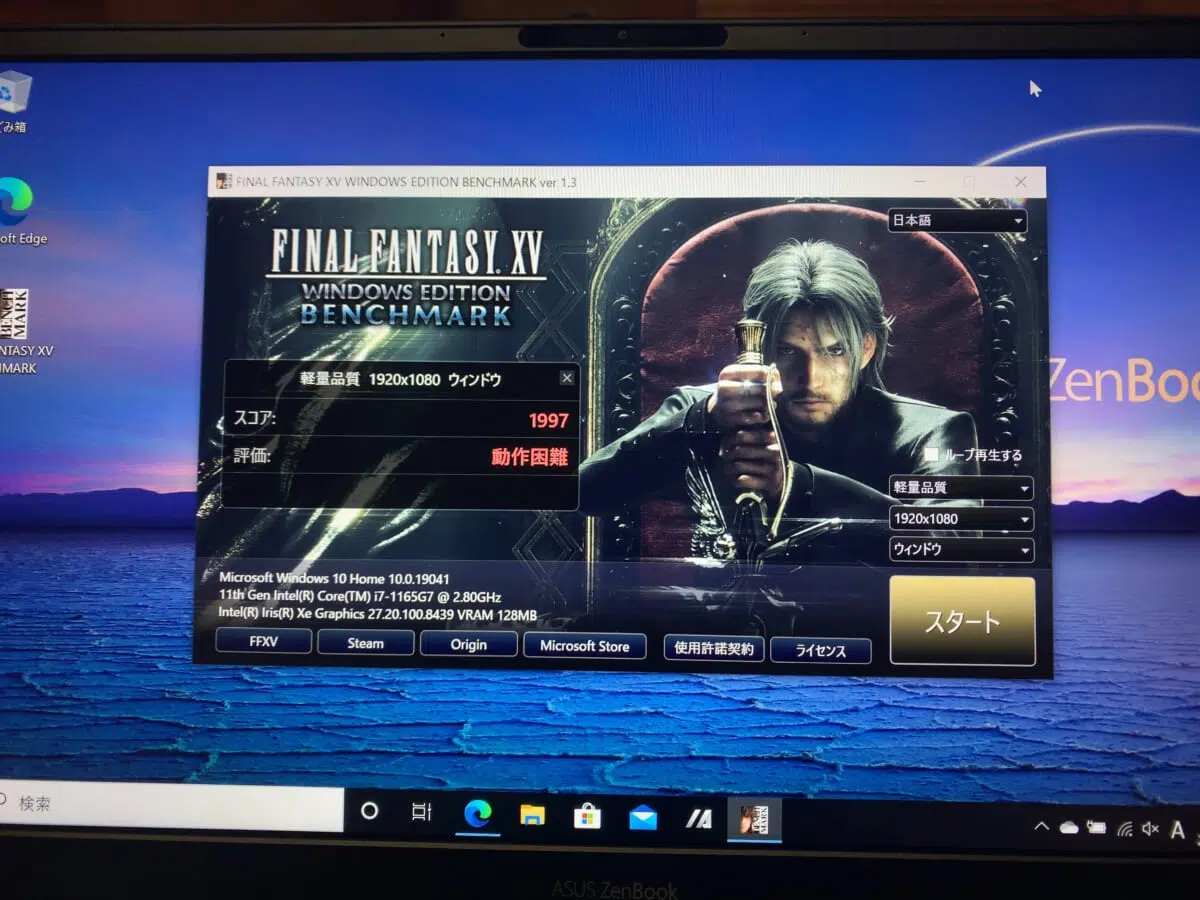 ごみ箱
oft Edge
BENCH
MARK
NTASY XV
MARK
FINAL FANTASY XV WINDOWS EDITION BENCHMARK ver 1.3
日本語
FINAL FANTASY XV
WINDOWS EDITION
BENCHMARK
ZenBoo
軽量品質 1920x1080 ウィンドウ
スコア: 1997
評価: 動作困難
ループ再生する
軽量品質
1920x1080
ウィンドウ
スタート
Microsoft Windows 10 Home 10.0.19041
11th Gen Intel(R) Core(TM) i7-1165G7 @ 2.80GHz
Intel(R) Iris(R) Xe Graphics 27.20.100.8439 VRAM 128MB
FFXV
Steam
Origin
Microsoft Store
使用許諾契約
ライセンス
検索
BENCH
MARK
A
ASUS ZenBook